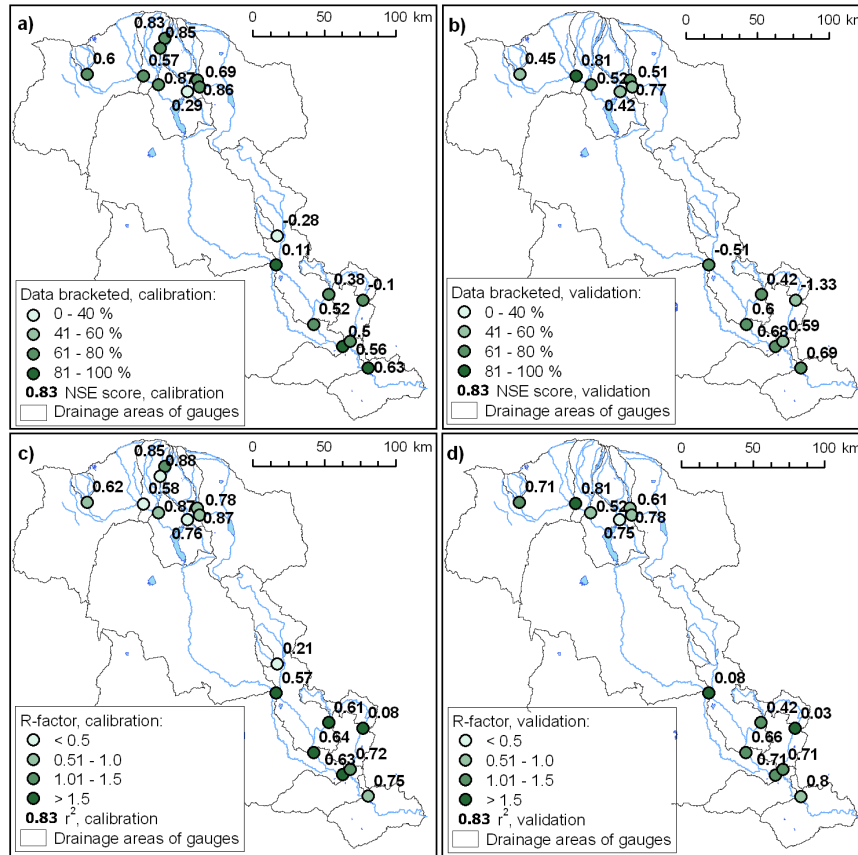 a)
0 50 100 km
0.83
0.85
0.6
0.57
0.87
0.69
0.86
0.29
-0.28
0.11
0.38
-0.1
0.52
0.5
0.56
0.63
Data bracketed, calibration:
0 - 40 %
41 - 60 %
61 - 80 %
81 - 100 %
0.83 NSE score, calibration
Drainage areas of gauges
b)
0 50 100 km
0.45
0.81
0.52
0.51
0.77
0.42
-0.51
0.42
-1.33
0.6
0.68
0.59
0.69
Data bracketed, validation:
0 - 40 %
41 - 60 %
61 - 80 %
81 - 100 %
0.83 NSE score, validation
Drainage areas of gauges
c)
0 50 100 km
0.85
0.88
0.62
0.58
0.87
0.78
0.87
0.76
0.21
0.57
0.61
0.08
0.64
0.72
0.63
0.75
R-factor, calibration:
< 0.5
0.51 - 1.0
1.01 - 1.5
> 1.5
0.83 r², calibration
Drainage areas of gauges
d)
0 50 100 km
0.71
0.81
0.52
0.61
0.78
0.75
0.08
0.42
0.03
0.66
0.71
0.71
0.8
R-factor, validation:
< 0.5
0.51 - 1.0
1.01 - 1.5
> 1.5
0.83 r², validation
Drainage areas of gauges